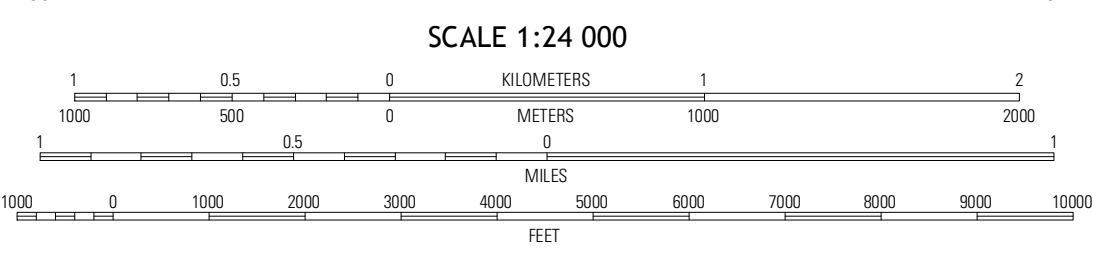 SCALE 1:24 000
1 0.5 0 KILOMETERS 1 2
1000 500 0 METERS 1000 2000
1 0.5 0 1
MILES
1000 0 1000 2000 3000 4000 5000 6000 7000 8000 9000 10000
FEET